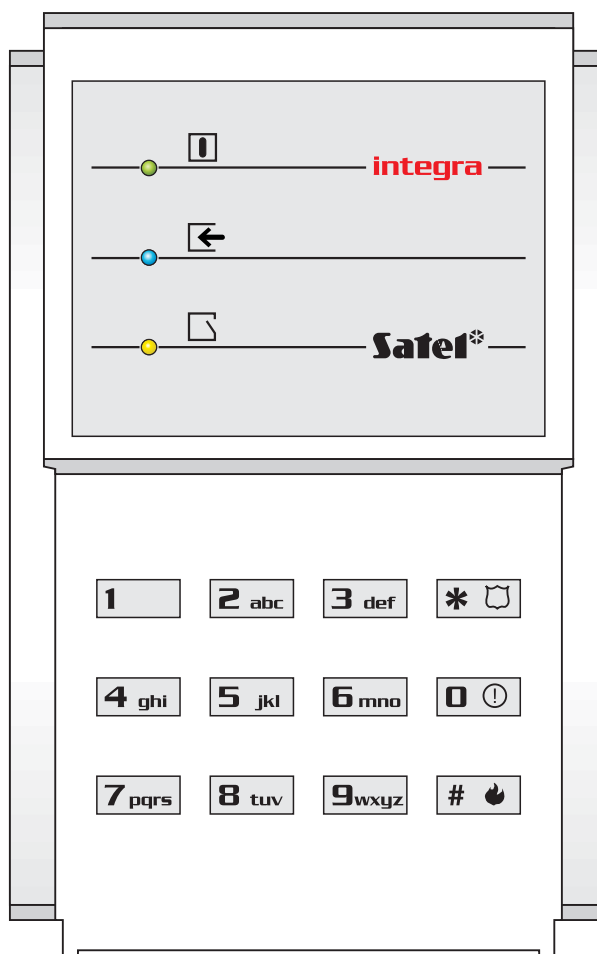 integra
Satel
1 2 abc 3 def *
4 ghi 5 jkl 6 mno 0
7 pqrs 8 tuv 9 wxyz #